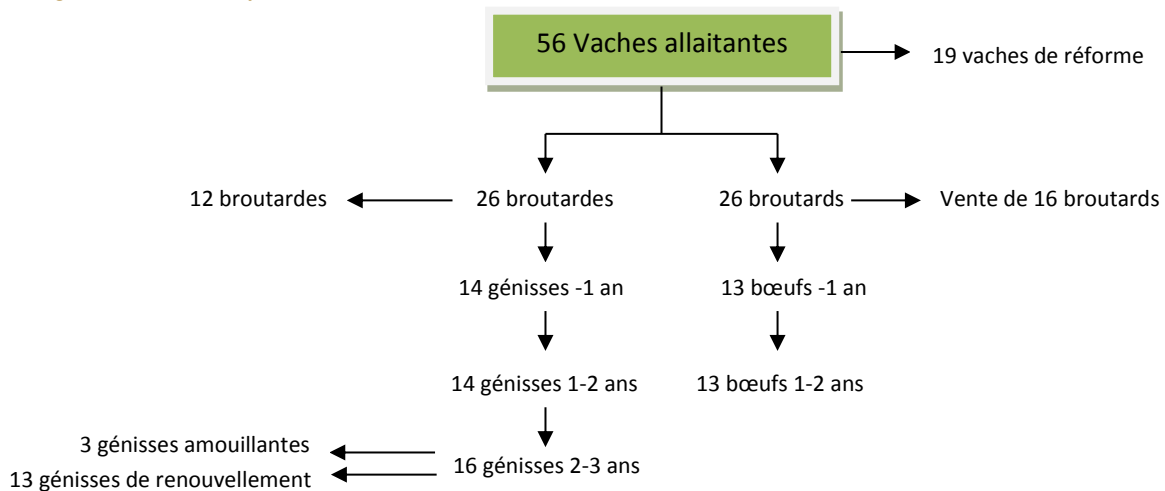 56 Vaches allaitantes
19 vaches de réforme
12 broutardes
26 broutardes
26 broutards
Vente de 16 broutards
14 génisses -1 an
13 bœufs -1 an
14 génisses 1-2 ans
13 bœufs 1-2 ans
3 génisses amouillantes
16 génisses 2-3 ans
13 génisses de renouvellement